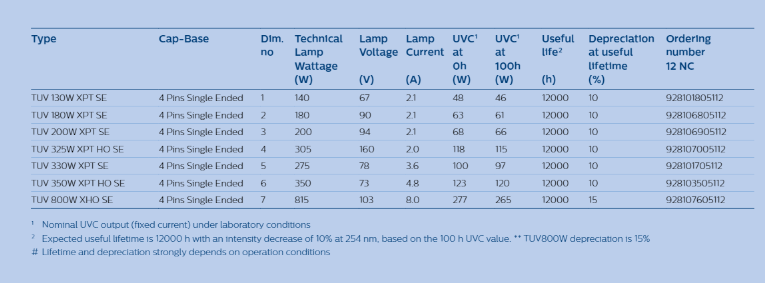 Type Cap-Base Dim. no Technical Lamp Wattage (W) Lamp Voltage (V) Lamp Current (A) UVC¹ at 0h (W) UVC¹ at 100h (W) Useful life² (h) Depreciation at useful lifetime (%) Ordering number 12 NC
TUV 130W XPT SE 4 Pins Single Ended 1 140 67 2.1 48 46 12000 10 928101805112
TUV 180W XPT SE 4 Pins Single Ended 2 180 90 2.1 63 61 12000 10 928106805112
TUV 200W XPT SE 4 Pins Single Ended 3 200 94 2.1 68 66 12000 10 928106905112
TUV 325W XPT HO SE 4 Pins Single Ended 4 305 160 2.0 118 115 12000 10 928107005112
TUV 330W XPT SE 4 Pins Single Ended 5 275 78 3.6 100 97 12000 10 928101705112
TUV 350W XPT HO SE 4 Pins Single Ended 6 350 73 4.8 123 120 12000 10 928103505112
TUV 800W XHO SE 4 Pins Single Ended 7 815 103 8.0 277 265 12000 15 928107605112
¹ Nominal UVC output (fixed current) under laboratory conditions
² Expected useful lifetime is 12000 h with an intensity decrease of 10% at 254 nm, based on the 100 h UVC value. ** TUV800W depreciation is 15%
# Lifetime and depreciation strongly depends on operation conditions